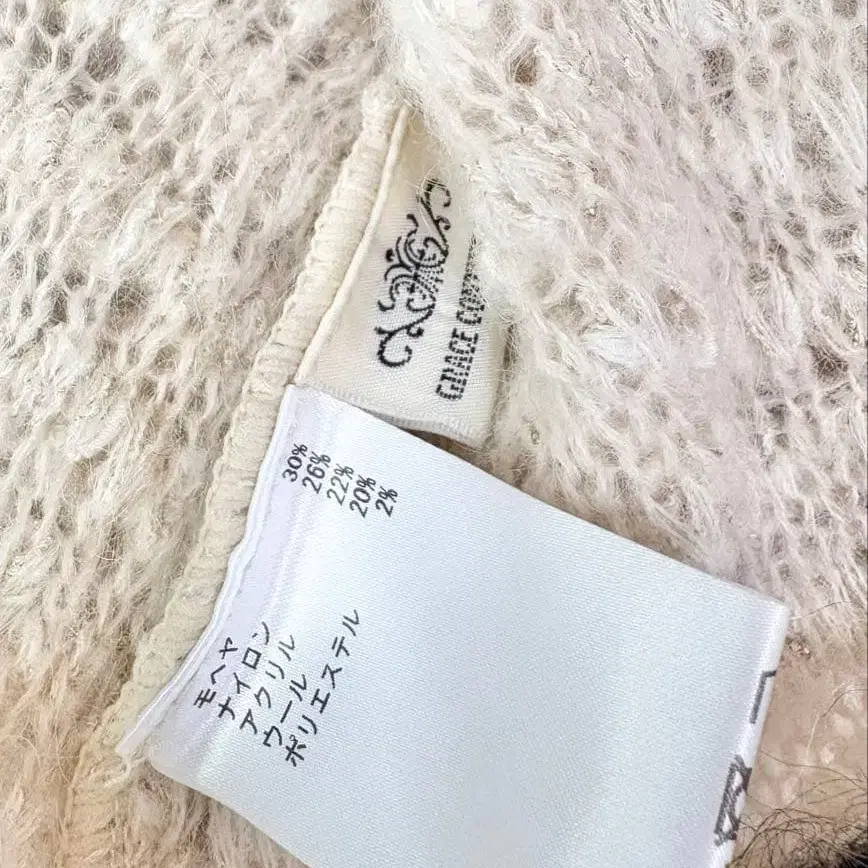 GRACE CON
モヘヤ 30%
ナイロン 26%
アクリル 22%
ウール 20%
ポリエステル 2%